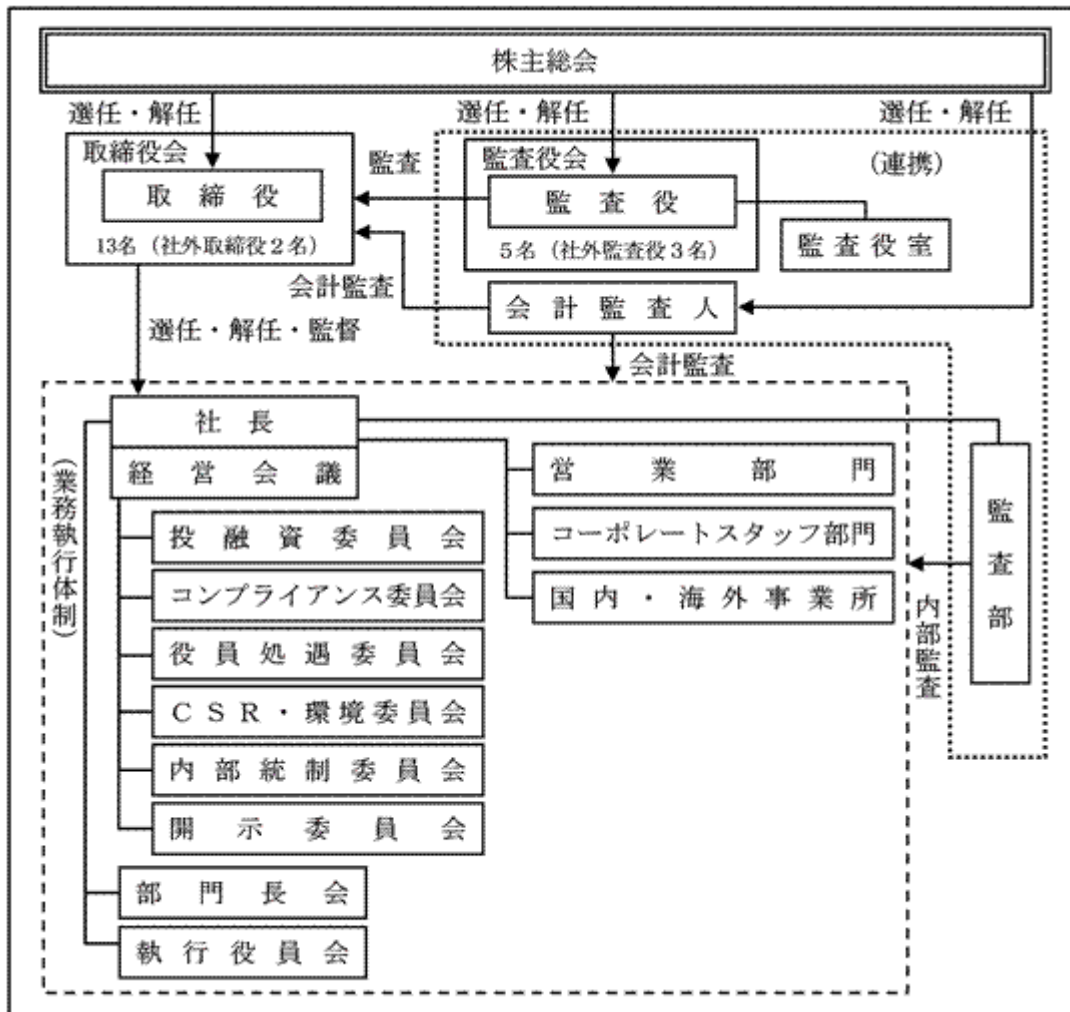 株主総会
選任・解任
選任・解任
選任・解任
取締役会
取締役
13名（社外取締役２名）
監査
監査役会
監査役
５名（社外監査役３名）
（連携）
監査役室
会計監査
会計監査人
選任・解任・監督
会計監査
（業務執行体制）
社長
経営会議
投融資委員会
コンプライアンス委員会
役員処遇委員会
ＣＳＲ・環境委員会
内部統制委員会
開示委員会
部門長会
執行役員会
営業部門
コーポレートスタッフ部門
国内・海外事業所
内部監査
監査部